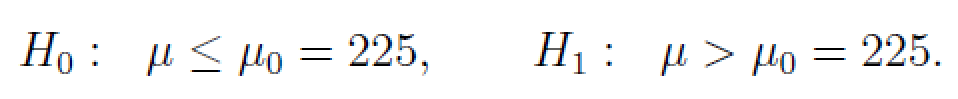 H₀ : μ ≤ μ₀ = 225, H₁ : μ > μ₀ = 225.